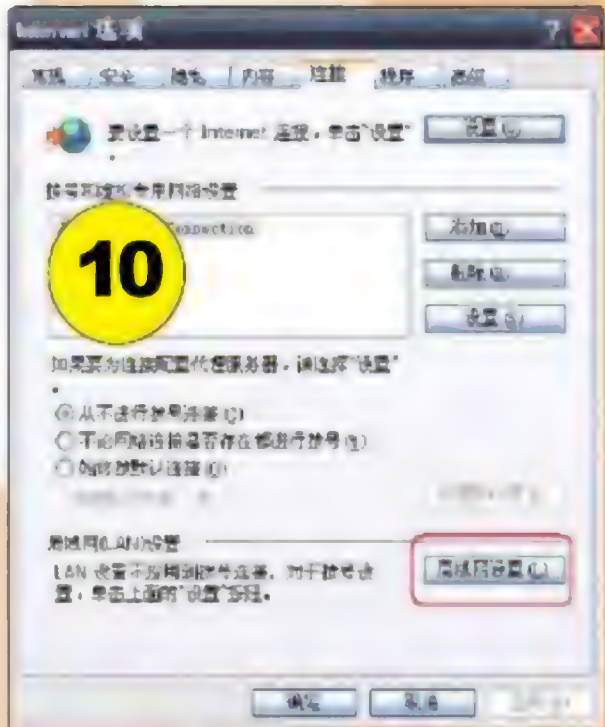 Internet 选项
常规 安全 隐私 内容 连接 程序 高级
要设置一个 Internet 连接，单击"设置"
。
设置(U)
拨号和虚拟专用网络设置
Connection
添加(D)
删除(R)
设置(S)
如果要为连接配置代理服务器，请选择"设置"
。
从不进行拨号连接(C)
不论网络连接是否存在都进行拨号(W)
始终拨默认连接(O)
局域网(LAN)设置
LAN 设置不应用到拨号连接。对于拨号设
置，单击上面的"设置"按钮。
局域网设置(L)
确定 取消
10